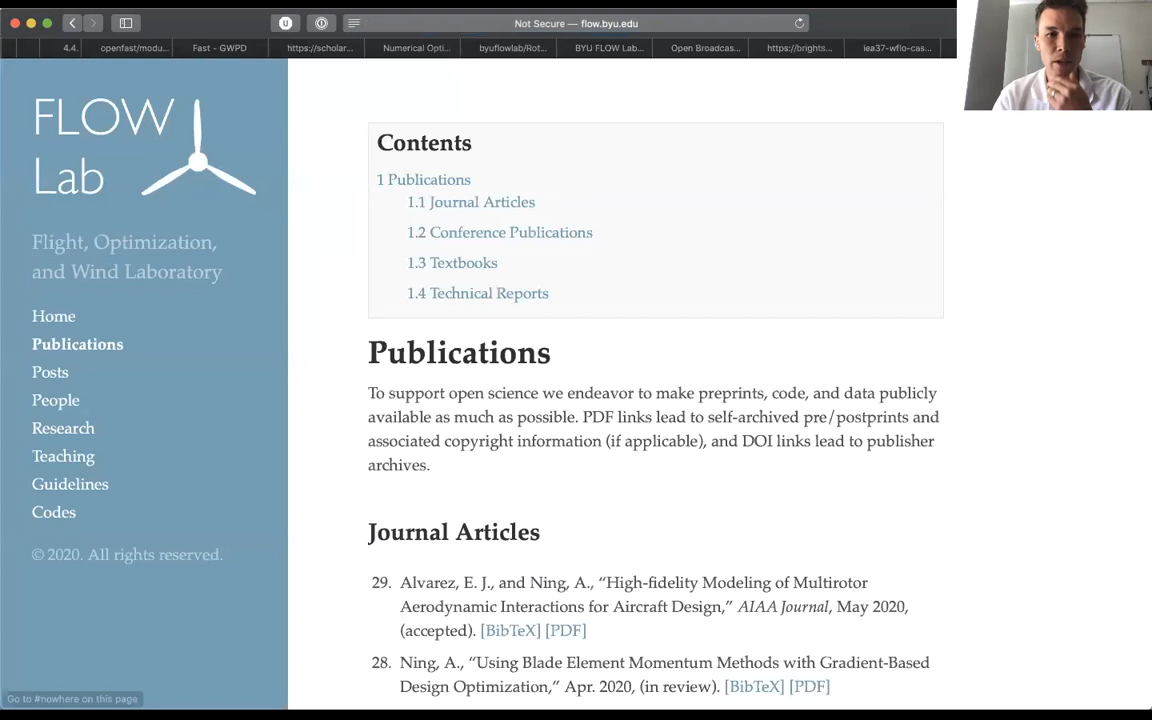 Not Secure — flow.byu.edu
4.4.
openfast/modu...
Fast - GWPD
https://scholar...
Numerical Opti...
byuflowlab/Rot...
BYU FLOW Lab...
Open Broadcas...
https://brights...
iea37-wflo-cas...
FLOW
Lab
Flight, Optimization,
and Wind Laboratory
Home
Publications
Posts
People
Research
Teaching
Guidelines
Codes
© 2020. All rights reserved.
Go to #nowhere on this page
Contents
1 Publications
1.1 Journal Articles
1.2 Conference Publications
1.3 Textbooks
1.4 Technical Reports
Publications
To support open science we endeavor to make preprints, code, and data publicly
available as much as possible. PDF links lead to self-archived pre/postprints and
associated copyright information (if applicable), and DOI links lead to publisher
archives.
Journal Articles
29. Alvarez, E. J., and Ning, A., “High-fidelity Modeling of Multirotor
Aerodynamic Interactions for Aircraft Design,” AIAA Journal, May 2020,
(accepted). [BibTeX] [PDF]
28. Ning, A., “Using Blade Element Momentum Methods with Gradient-Based
Design Optimization,” Apr. 2020, (in review). [BibTeX] [PDF]